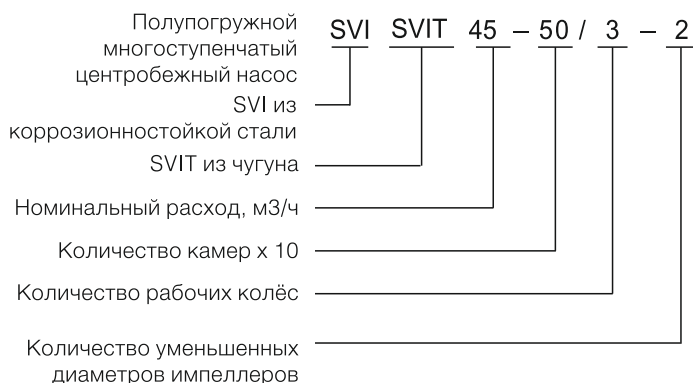 Полупогружной
многоступенчатый
центробежный насос
SVI SVIT 45 – 50 / 3 – 2
SVI из
коррозионностойкой стали
SVIT из чугуна
Номинальный расход, м3/ч
Количество камер х 10
Количество рабочих колёс
Количество уменьшенных
диаметров импеллеров